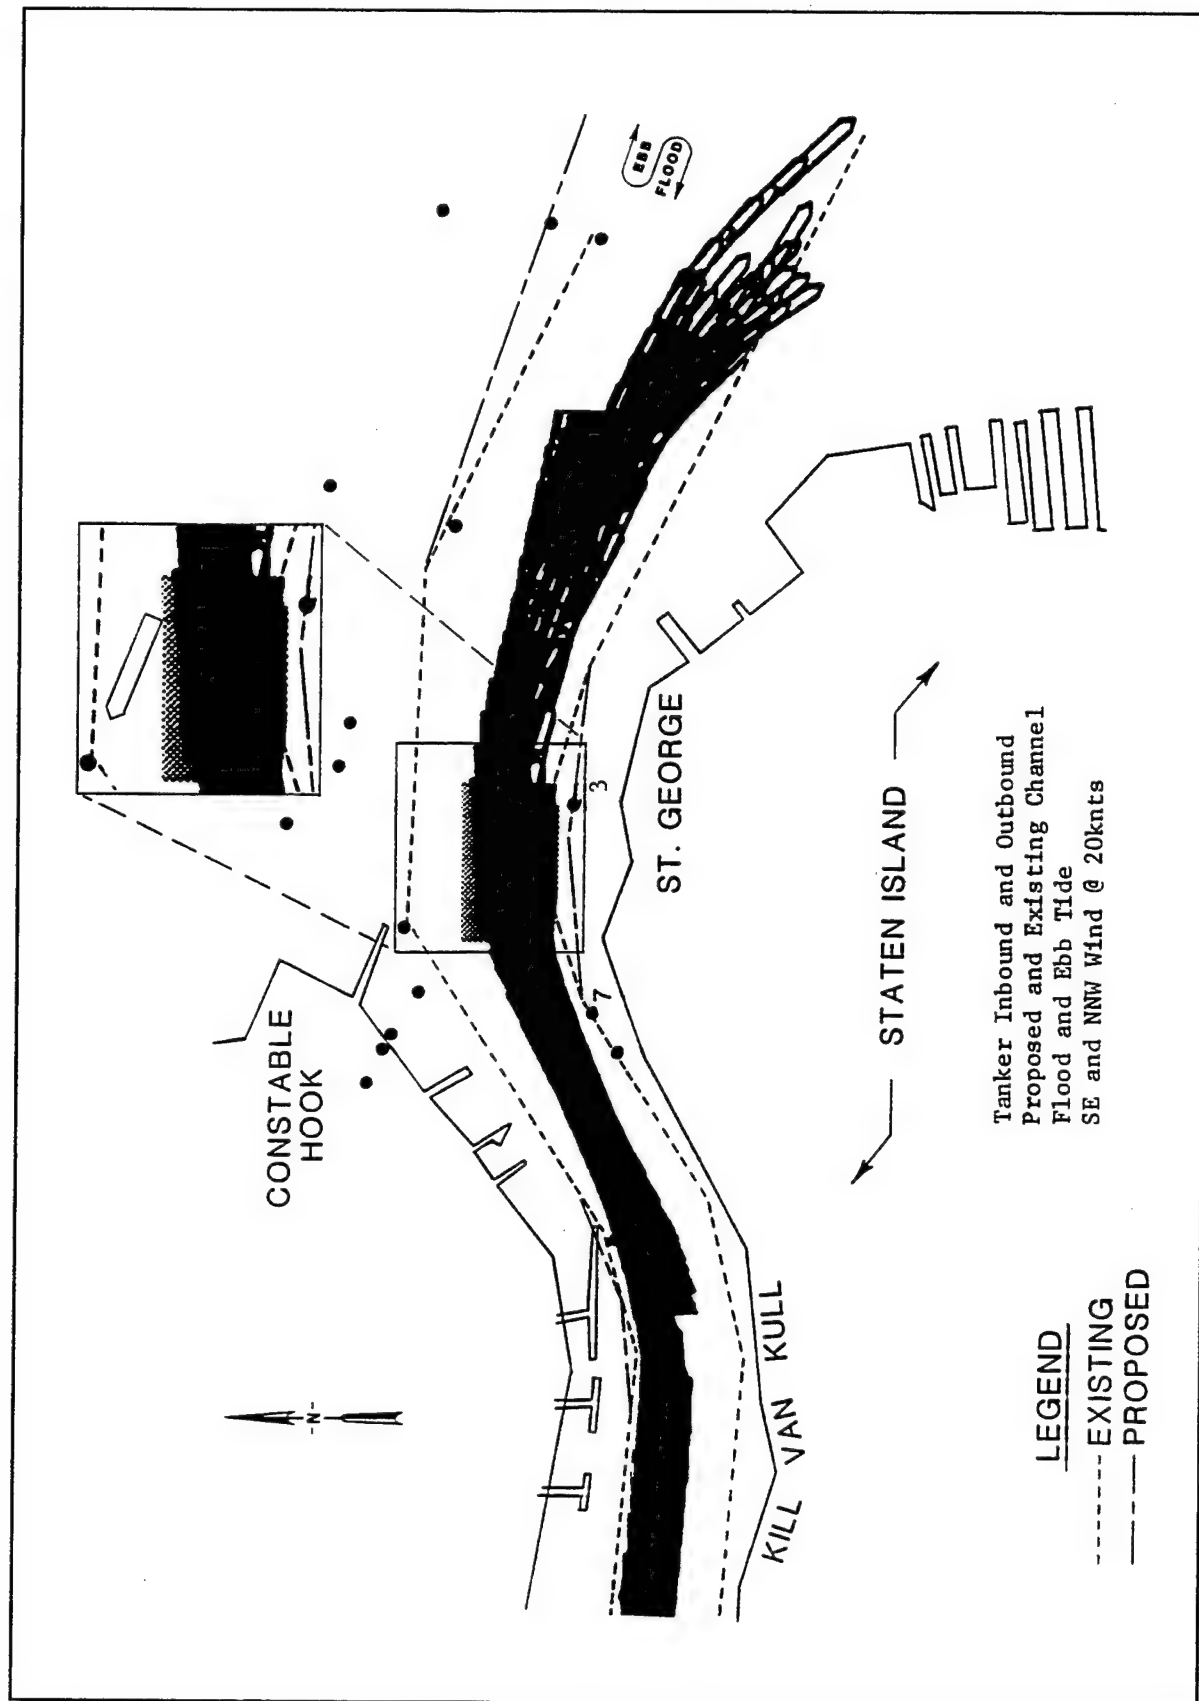 EBB
FLOOD
CONSTABLE
HOOK
3
7
ST. GEORGE
STATEN ISLAND
-N-
KILL VAN KULL
Tanker Inbound and Outbound
Proposed and Existing Channel
Flood and Ebb Tide
SE and NNW Wind @ 20knts
LEGEND
EXISTING
PROPOSED